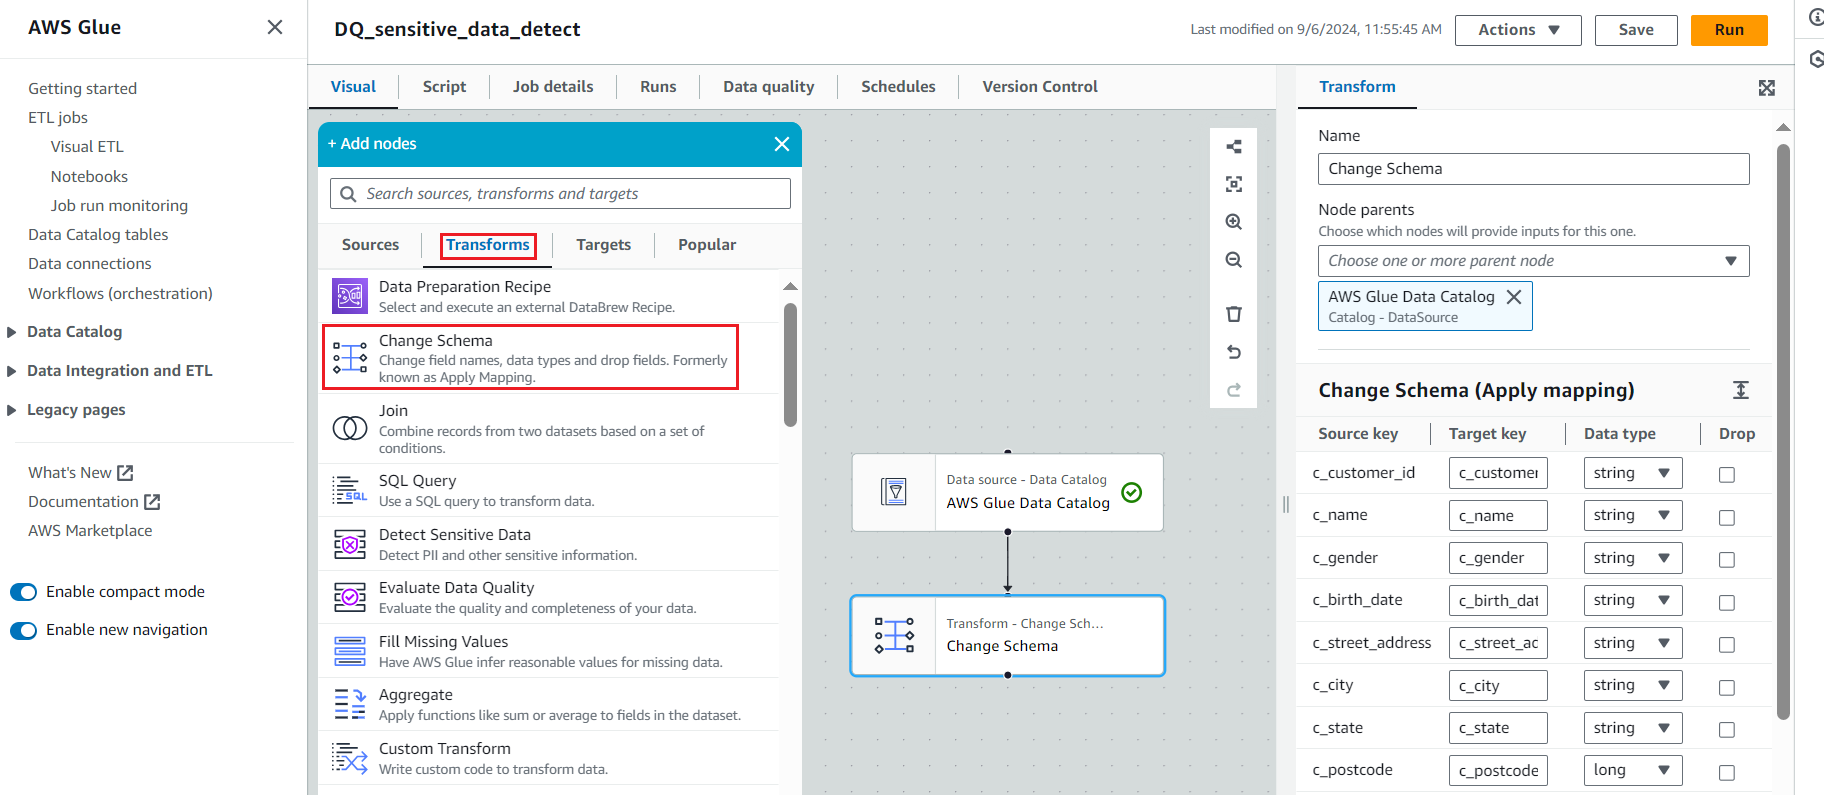 AWS Glue
Getting started
ETL jobs
Visual ETL
Notebooks
Job run monitoring
Data Catalog tables
Data connections
Workflows (orchestration)
Data Catalog
Data Integration and ETL
Legacy pages
What's New
Documentation
AWS Marketplace
Enable compact mode
Enable new navigation
DQ_sensitive_data_detect
Last modified on 9/6/2024, 11:55:45 AM
Actions
Save
Run
Visual
Script
Job details
Runs
Data quality
Schedules
Version Control
+ Add nodes
Search sources, transforms and targets
Sources
Transforms
Targets
Popular
Data Preparation Recipe
Select and execute an external DataBrew Recipe.
Change Schema
Change field names, data types and drop fields. Formerly
known as Apply Mapping.
Join
Combine records from two datasets based on a set of
conditions.
SQL Query
Use a SQL query to transform data.
Detect Sensitive Data
Detect PII and other sensitive information.
Evaluate Data Quality
Evaluate the quality and completeness of your data.
Fill Missing Values
Have AWS Glue infer reasonable values for missing data.
Aggregate
Apply functions like sum or average to fields in the dataset.
Custom Transform
Write custom code to transform data.
Data source - Data Catalog
AWS Glue Data Catalog
Transform - Change Sch...
Change Schema
Transform
Name
Change Schema
Node parents
Choose which nodes will provide inputs for this one.
Choose one or more parent node
AWS Glue Data Catalog
Catalog - DataSource
Change Schema (Apply mapping)
Source key Target key Data type Drop
c_customer_id c_customer string
c_name c_name string
c_gender c_gender string
c_birth_date c_birth_dat string
c_street_address c_street_ac string
c_city c_city string
c_state c_state string
c_postcode c_postcode long